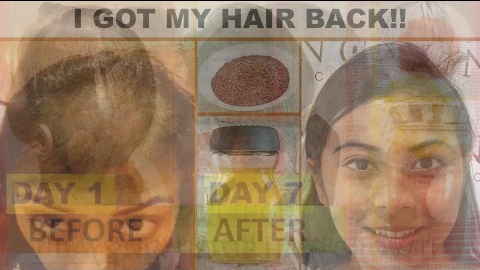 I GOT MY HAIR BACK!!
DAY 1
BEFORE
DAY 7
AFTER